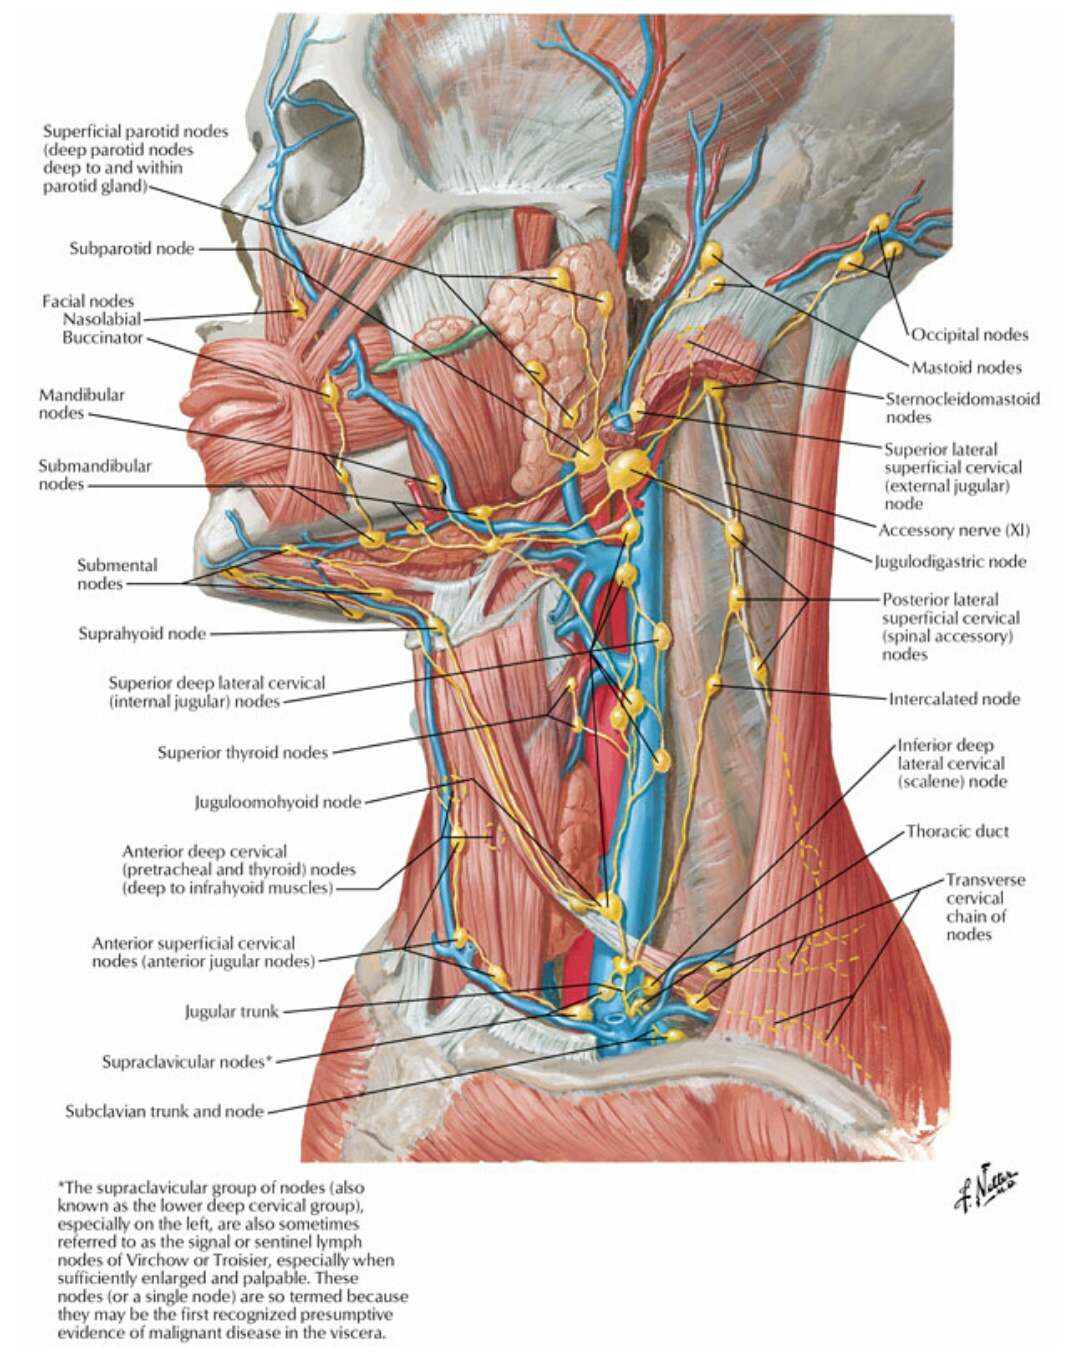 Superficial parotid nodes
(deep parotid nodes
deep to and within
parotid gland)
Subparotid node
Facial nodes
Nasolabial
Buccinator
Mandibular
nodes
Submandibular
nodes
Submental
nodes
Suprahyoid node
Superior deep lateral cervical
(internal jugular) nodes
Superior thyroid nodes
Juguloomohyoid node
Anterior deep cervical
(pretracheal and thyroid) nodes
(deep to infrahyoid muscles)
Anterior superficial cervical
nodes (anterior jugular nodes)
Jugular trunk
Supraclavicular nodes*
Subclavian trunk and node
Occipital nodes
Mastoid nodes
Sternocleidomastoid
nodes
Superior lateral
superficial cervical
(external jugular)
node
Accessory nerve (XI)
Jugulodigastric node
Posterior lateral
superficial cervical
(spinal accessory)
nodes
Intercalated node
Inferior deep
lateral cervical
(scalene) node
Thoracic duct
Transverse
cervical
chain of
nodes
*The supraclavicular group of nodes (also
known as the lower deep cervical group),
especially on the left, are also sometimes
referred to as the signal or sentinel lymph
nodes of Virchow or Troisier, especially when
sufficiently enlarged and palpable. These
nodes (or a single node) are so termed because
they may be the first recognized presumptive
evidence of malignant disease in the viscera.
F. Netter
M.D.